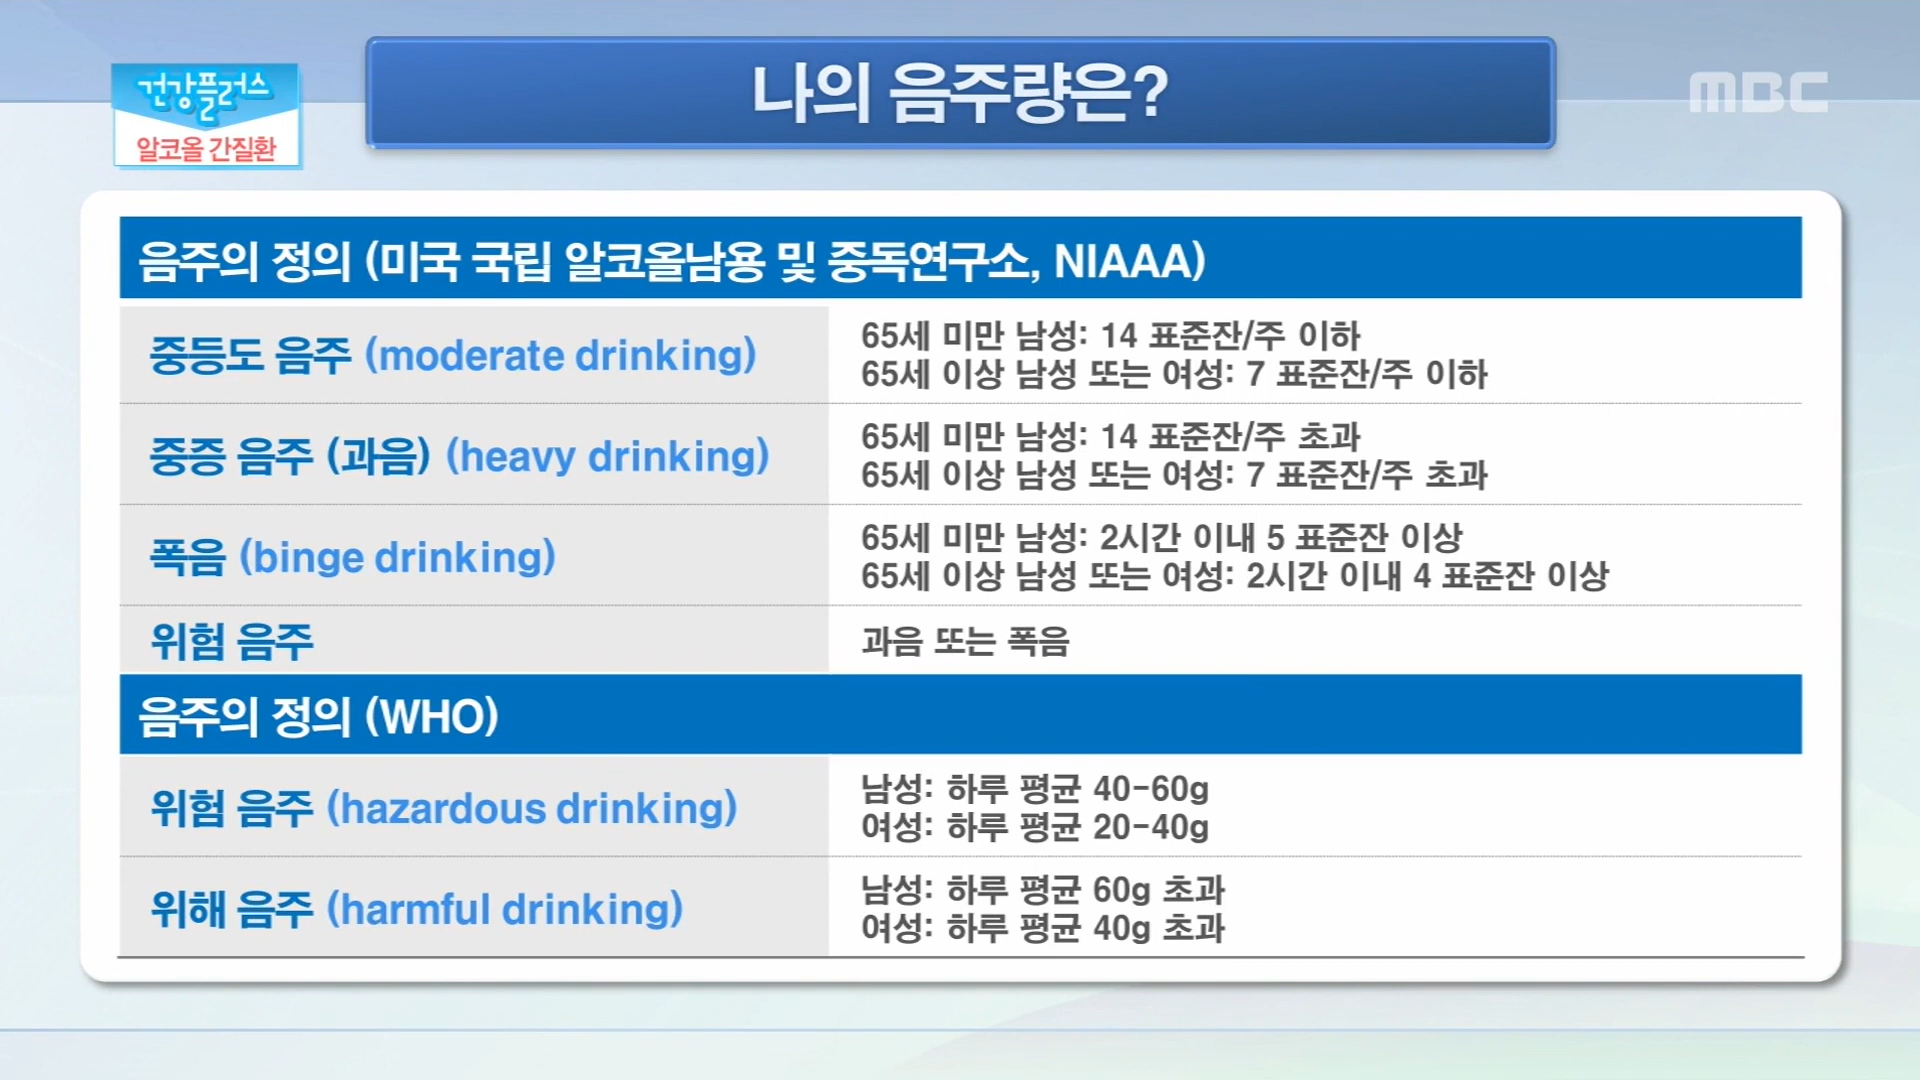 건강플러스
알코올 간질환
나의 음주량은?
MBC
음주의 정의 (미국 국립 알코올남용 및 중독연구소, NIAAA)
중등도 음주 (moderate drinking)
65세 미만 남성: 14 표준잔/주 이하
65세 이상 남성 또는 여성: 7 표준잔/주 이하
중증 음주 (과음) (heavy drinking)
65세 미만 남성: 14 표준잔/주 초과
65세 이상 남성 또는 여성: 7 표준잔/주 초과
폭음 (binge drinking)
65세 미만 남성: 2시간 이내 5 표준잔 이상
65세 이상 남성 또는 여성: 2시간 이내 4 표준잔 이상
위험 음주
과음 또는 폭음
음주의 정의 (WHO)
위험 음주 (hazardous drinking)
남성: 하루 평균 40-60g
여성: 하루 평균 20-40g
위해 음주 (harmful drinking)
남성: 하루 평균 60g 초과
여성: 하루 평균 40g 초과